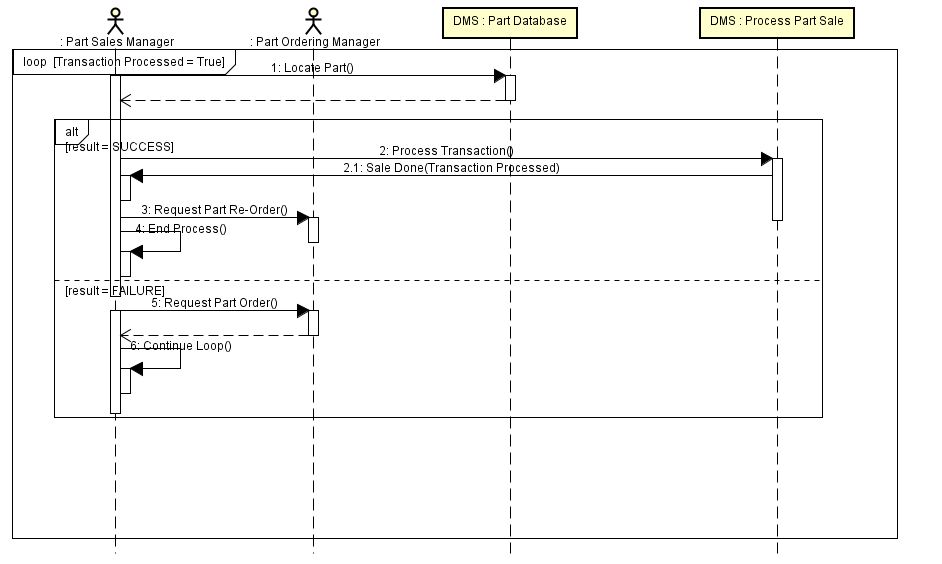 : Part Sales Manager
: Part Ordering Manager
DMS : Part Database
DMS : Process Part Sale
loop [Transaction Processed = True]
1: Locate Part()
alt
[result = SUCCESS]
2: Process Transaction()
2.1: Sale Done(Transaction Processed)
3: Request Part Re-Order()
4: End Process()
[result = FAILURE]
5: Request Part Order()
6: Continue Loop()